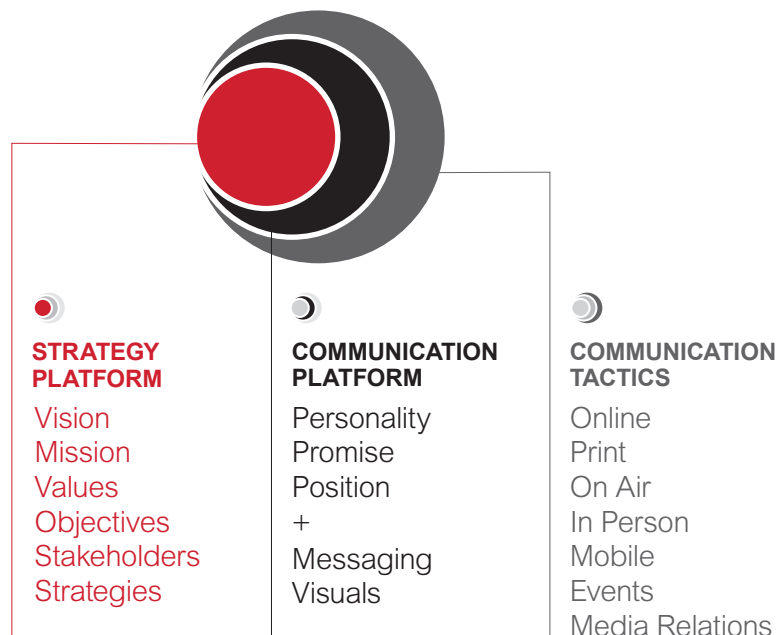 STRATEGY
PLATFORM
Vision
Mission
Values
Objectives
Stakeholders
Strategies
COMMUNICATION
PLATFORM
Personality
Promise
Position
+
Messaging
Visuals
COMMUNICATION
TACTICS
Online
Print
On Air
In Person
Mobile
Events
Media Relations